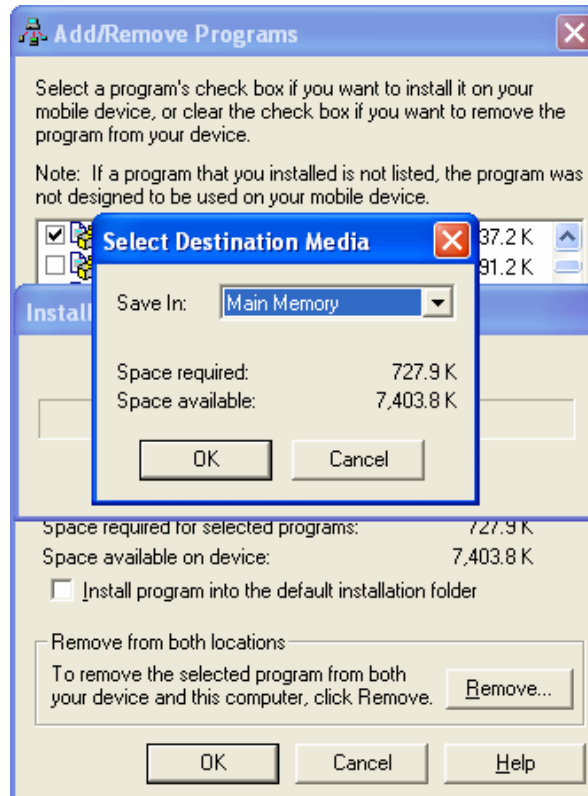 Add/Remove Programs
Select a program's check box if you want to install it on your
mobile device, or clear the check box if you want to remove the
program from your device.
Note: If a program that you installed is not listed, the program was
not designed to be used on your mobile device.
37.2 K
Select Destination Media
91.2 K
Install
Save In: Main Memory
Space required: 727.9 K
Space available: 7,403.8 K
OK Cancel
Space required for selected programs: 727.9 K
Space available on device: 7,403.8 K
Install program into the default installation folder
Remove from both locations
To remove the selected program from both
your device and this computer, click Remove.
Remove...
OK Cancel Help